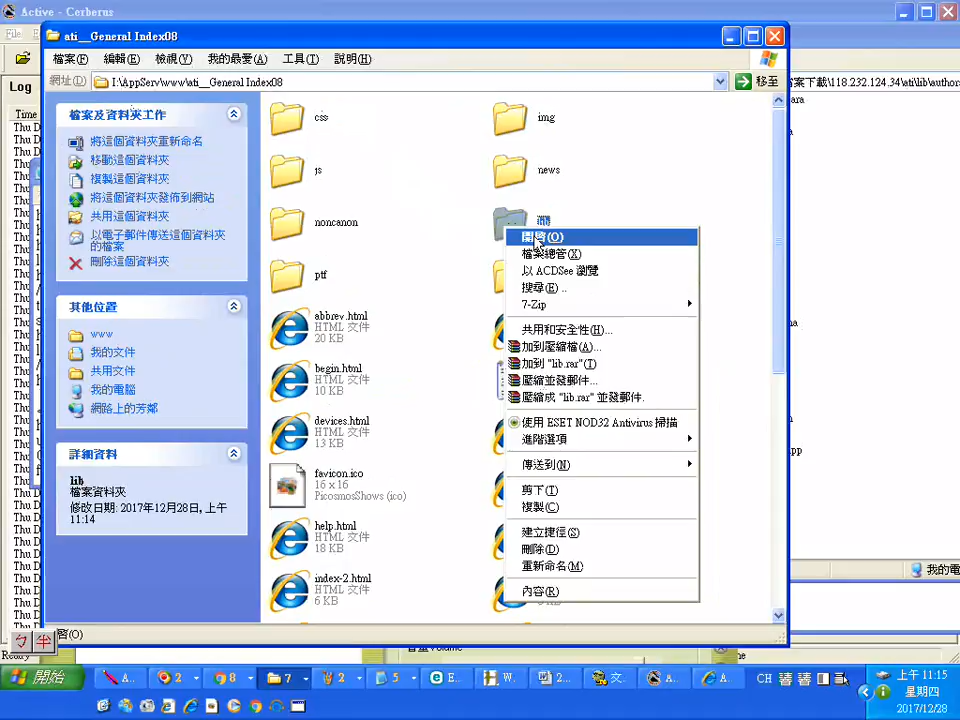 Active - Cerberus
ati__General Index08
檔案(F) 編輯(E) 檢視(V) 我的最愛(A) 工具(T) 說明(H)
網址(D) I:\AppServ\www\ati__General Index08 移至
案下載\118.232.124.34\ati\lib\authors
Log
Time
Thu D
檔案及資料夾工作
將這個資料夾重新命名
移動這個資料夾
複製這個資料夾
將這個資料夾發佈到網站
共用這個資料夾
以電子郵件傳送這個資料夾
的檔案
刪除這個資料夾
其他位置
www
我的文件
共用文件
我的電腦
網路上的芳鄰
詳細資料
lib
檔案資料夾
修改日期: 2017年12月28日, 上午
11:14
css
img
js
news
noncanon
ptf
abbrev.html
HTML 文件
20 KB
begin.html
HTML 文件
10 KB
devices.html
HTML 文件
13 KB
favicon.ico
16 x 16
PicosmosShows (ico)
help.html
HTML 文件
18 KB
index-2.html
HTML 文件
6 KB
開啓(O)
檔案總管(X)
以 ACDSee 瀏覽
搜尋(E)...
7-Zip
共用和安全性(H)...
加到壓縮檔(A)...
加到 "lib.rar"(T)
壓縮並發郵件...
壓縮成 "lib.rar" 並發郵件.
使用 ESET NOD32 Antivirus 掃描
進階選項
傳送到(N)
剪下(T)
複製(C)
建立捷徑(S)
刪除(D)
重新命名(M)
內容(R)
我的電
啓(O)
ㄅ 半
Ready
開始
A..
2
8
7
2
5
E..
W..
2...
文..
A..
A..
CH
上午 11:15
星期四
2017/12/28